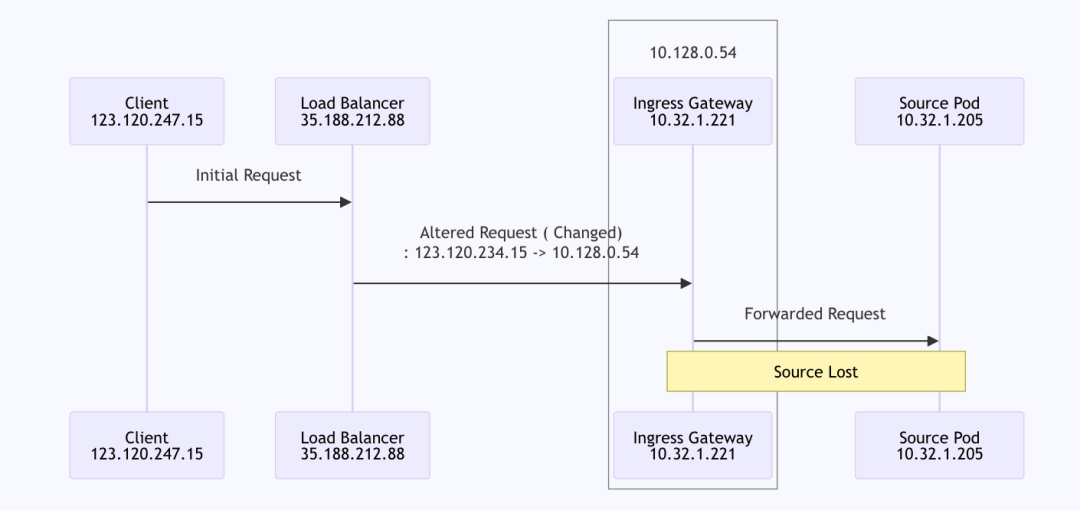 10.128.0.54
Client
123.120.247.15
Load Balancer
35.188.212.88
Ingress Gateway
10.32.1.221
Source Pod
10.32.1.205
Initial Request
Altered Request ( Changed)
: 123.120.234.15 -> 10.128.0.54
Forwarded Request
Source Lost
Client
123.120.247.15
Load Balancer
35.188.212.88
Ingress Gateway
10.32.1.221
Source Pod
10.32.1.205